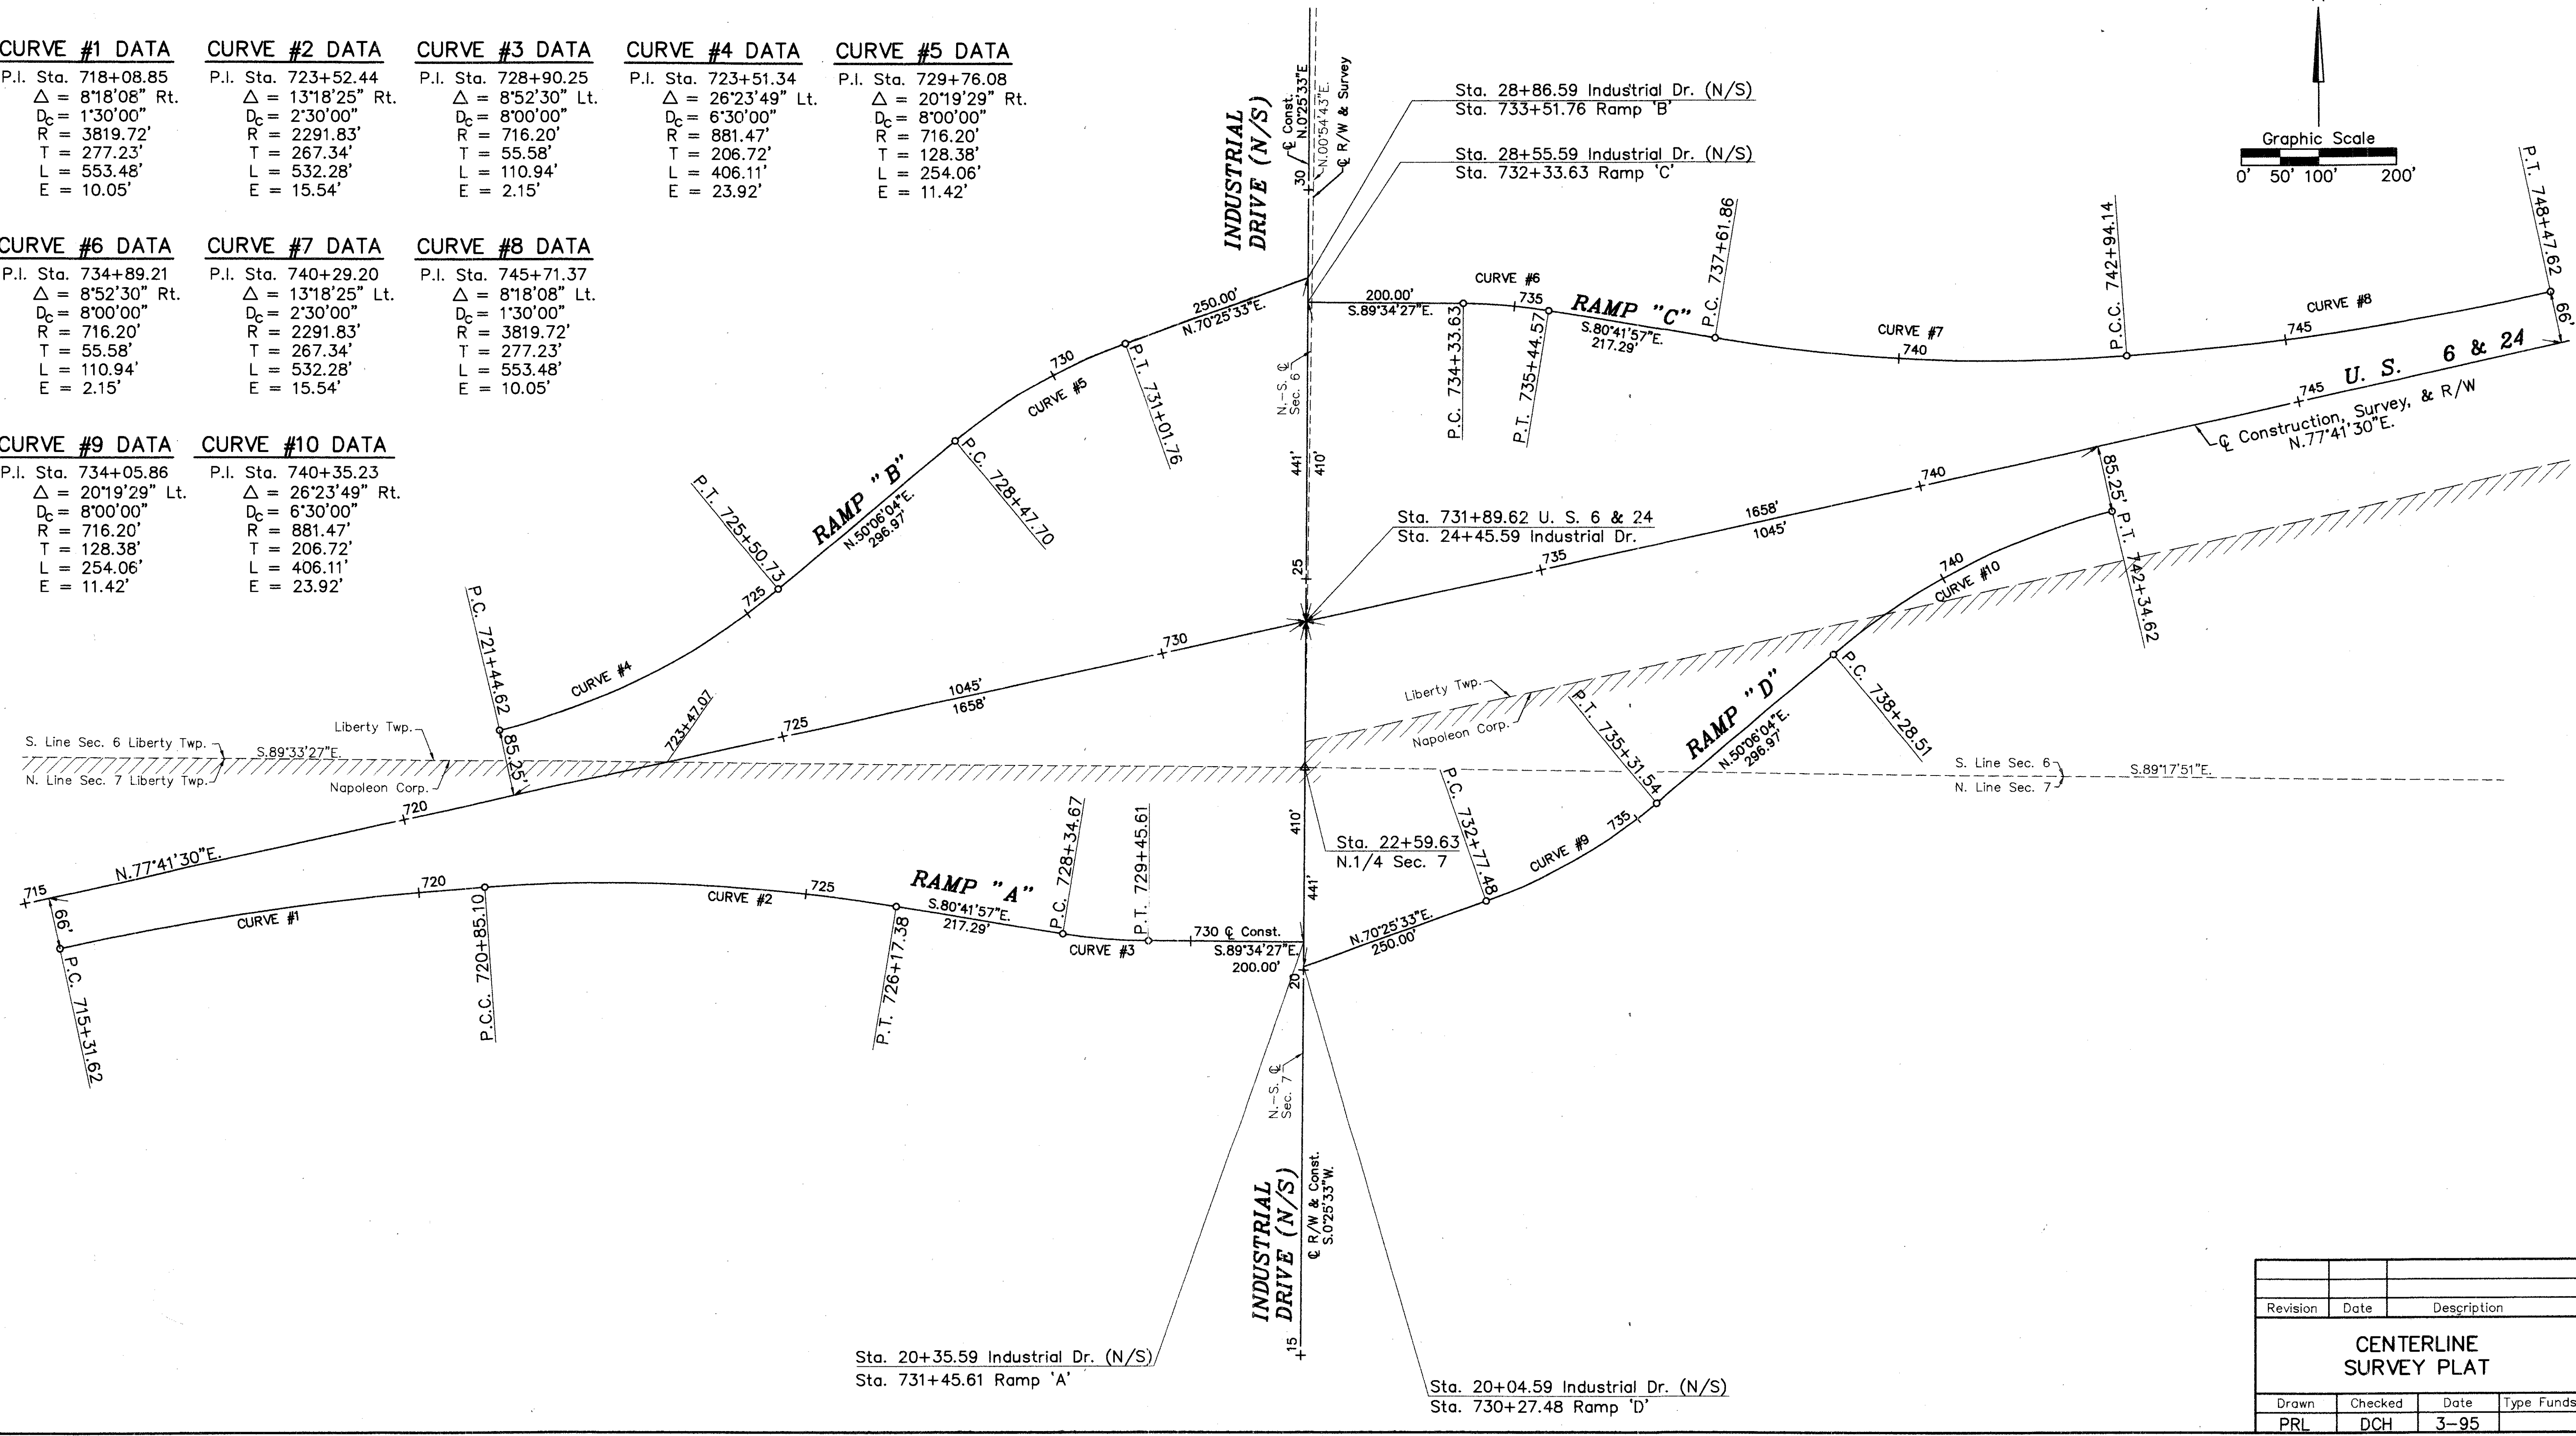 CURVE #1 DATA
P.I. Sta. 718+08.85
Δ = 8°18'08" Rt.
Dc = 1°30'00"
R = 3819.72'
T = 277.23'
L = 553.48'
E = 10.05'
CURVE #2 DATA
P.I. Sta. 723+52.44
Δ = 13°18'25" Rt.
Dc = 2°30'00"
R = 2291.83'
T = 267.34'
L = 532.28'
E = 15.54'
CURVE #3 DATA
P.I. Sta. 728+90.25
Δ = 8°52'30" Lt.
Dc = 8°00'00"
R = 716.20'
T = 55.58'
L = 110.94'
E = 2.15'
CURVE #4 DATA
P.I. Sta. 723+51.34
Δ = 26°23'49" Lt.
Dc = 6°30'00"
R = 881.47'
T = 206.72'
L = 406.11'
E = 23.92'
CURVE #5 DATA
P.I. Sta. 729+76.08
Δ = 20°19'29" Rt.
Dc = 8°00'00"
R = 716.20'
T = 128.38'
L = 254.06'
E = 11.42'
CURVE #6 DATA
P.I. Sta. 734+89.21
Δ = 8°52'30" Rt.
Dc = 8°00'00"
R = 716.20'
T = 55.58'
L = 110.94'
E = 2.15'
CURVE #7 DATA
P.I. Sta. 740+29.20
Δ = 13°18'25" Lt.
Dc = 2°30'00"
R = 2291.83'
T = 267.34'
L = 532.28'
E = 15.54'
CURVE #8 DATA
P.I. Sta. 745+71.37
Δ = 8°18'08" Lt.
Dc = 1°30'00"
R = 3819.72'
T = 277.23'
L = 553.48'
E = 10.05'
CURVE #9 DATA
P.I. Sta. 734+05.86
Δ = 20°19'29" Lt.
Dc = 8°00'00"
R = 716.20'
T = 128.38'
L = 254.06'
E = 11.42'
CURVE #10 DATA
P.I. Sta. 740+35.23
Δ = 26°23'49" Rt.
Dc = 6°30'00"
R = 881.47'
T = 206.72'
L = 406.11'
E = 23.92'
INDUSTRIAL
DRIVE (N/S)
30
℄ Const.
N.0°25'33"E
N.00°54'43"E.
℄ R/W & Survey
Sta. 28+86.59 Industrial Dr. (N/S)
Sta. 733+51.76 Ramp 'B'
Sta. 28+55.59 Industrial Dr. (N/S)
Sta. 732+33.63 Ramp 'C'
Graphic Scale
0' 50' 100' 200'
250.00'
N.70°25'33"E.
730
CURVE #5
P.T. 731+01.76
P.C. 728+47.70
RAMP "B"
N.50°06'04"E.
296.97'
P.T. 725+50.73
725
CURVE #4
P.C. 721+44.62
85.25'
200.00'
S.89°34'27"E.
CURVE #6
735
P.C. 734+33.63
P.T. 735+44.57
RAMP "C"
S.80°41'57"E.
217.29'
P.C. 737+61.86
CURVE #7
740
P.C.C. 742+94.14
745
CURVE #8
P.T. 748+47.62
66'
U. S. 6 & 24
745
℄ Construction, Survey, & R/W
N.77°41'30"E.
N.-S. ℄
Sec. 6
441'
410'
25
Sta. 731+89.62 U. S. 6 & 24
Sta. 24+45.59 Industrial Dr.
735
1658'
1045'
740
85.25'
P.T. 742+34.62
740
CURVE #10
730
1045'
1658'
725
723+47.07
Liberty Twp.
Napoleon Corp.
S. Line Sec. 6 Liberty Twp.
N. Line Sec. 7 Liberty Twp.
S.89°33'27"E.
Liberty Twp.
Napoleon Corp.
P.T. 735+31.54
RAMP "D"
N.50°06'04"E.
296.97'
P.C. 738+28.51
S. Line Sec. 6
N. Line Sec. 7
S.89°17'51"E.
720
N.77°41'30"E.
715
66'
P.C. 715+31.62
CURVE #1
720
P.C.C. 720+85.10
CURVE #2
725
P.T. 726+17.38
RAMP "A"
S.80°41'57"E.
217.29'
P.C. 728+34.67
CURVE #3
P.T. 729+45.61
730 ℄ Const.
S.89°34'27"E.
200.00'
410'
441'
20
Sta. 22+59.63
N.1/4 Sec. 7
P.C. 732+77.48
CURVE #9
735
N.70°25'33"E.
250.00'
N.-S. ℄
Sec. 7
INDUSTRIAL
DRIVE (N/S)
15
℄ R/W & Const.
S.0°25'33"W.
Sta. 20+35.59 Industrial Dr. (N/S)
Sta. 731+45.61 Ramp 'A'
Sta. 20+04.59 Industrial Dr. (N/S)
Sta. 730+27.48 Ramp 'D'
Revision Date Description
CENTERLINE
SURVEY PLAT
Drawn Checked Date Type Funds
PRL DCH 3-95